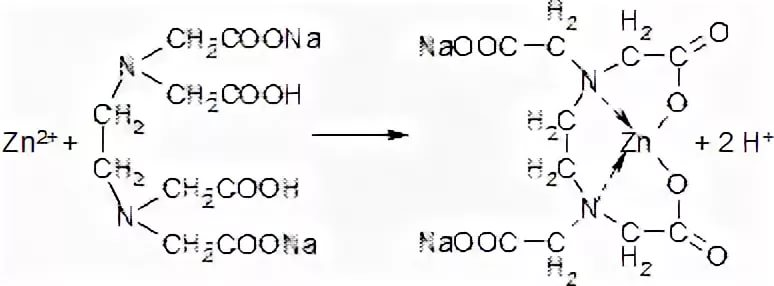 Zn2+ +
N
CH2COONa
CH2COOH
CH2
CH2
N
CH2COOH
CH2COONa
H2
NaOOC C
H2
C C O
N
O
H2C
Zn + 2 H+
H2C
O
N
NaOOC C
H2
C C O
H2